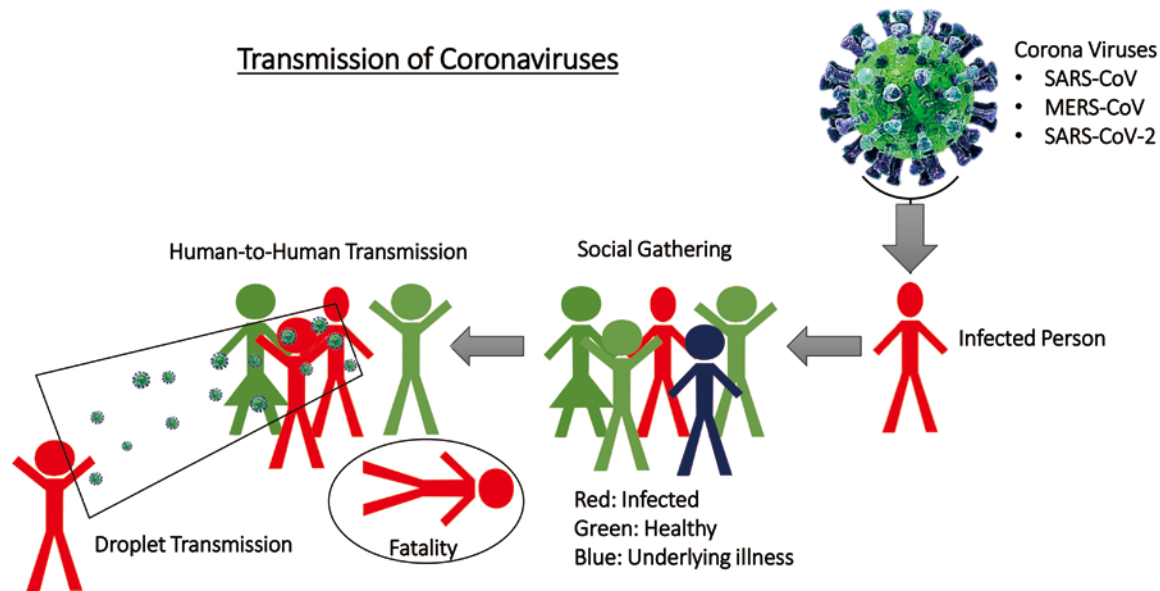 Transmission of Coronaviruses
Corona Viruses
• SARS-CoV
• MERS-CoV
• SARS-CoV-2
Human-to-Human Transmission
Social Gathering
Infected Person
Droplet Transmission
Fatality
Red: Infected
Green: Healthy
Blue: Underlying illness